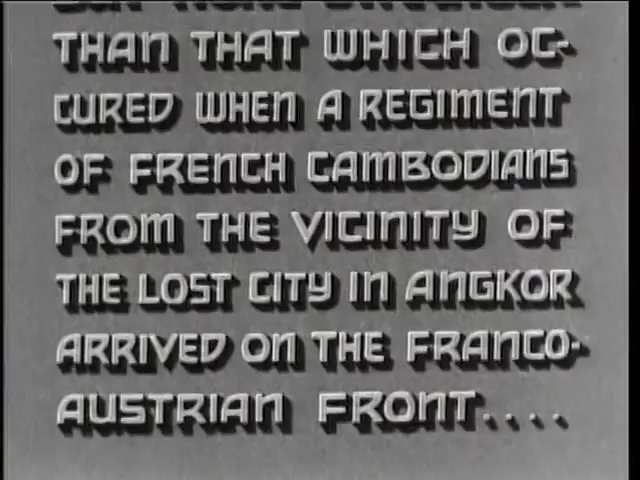 THAN THAT WHICH OC-
CURED WHEN A REGIMENT
OF FRENCH CAMBODIANS
FROM THE VICINITY OF
THE LOST CITY IN ANGKOR
ARRIVED ON THE FRANCO-
AUSTRIAN FRONT....